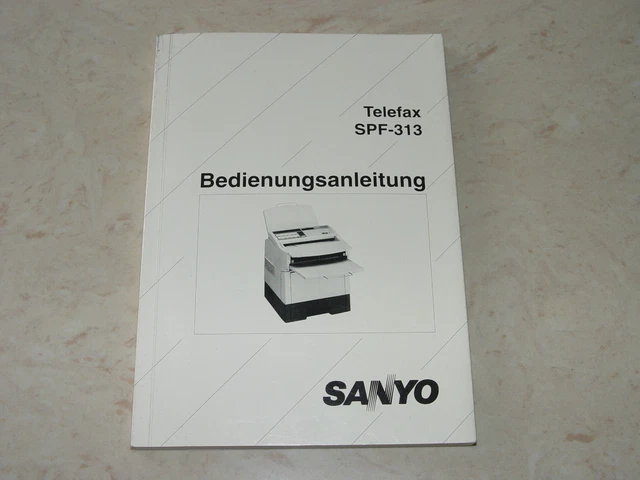 Telefax
SPF-313
Bedienungsanleitung
SANYO